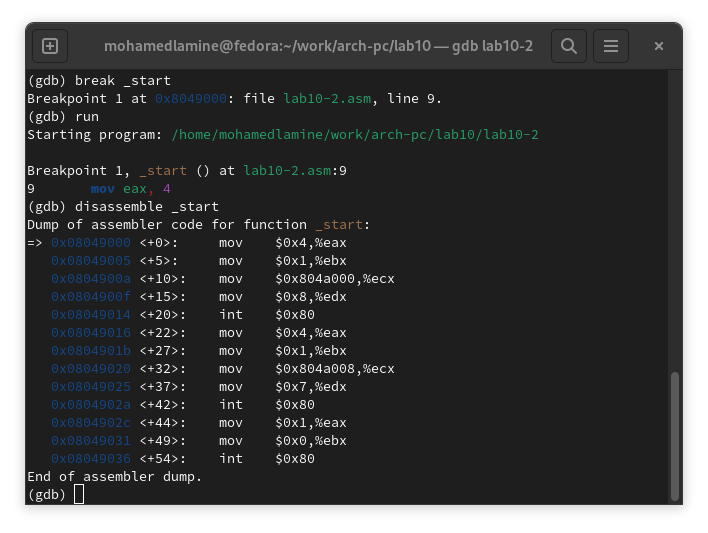 mohamedlamine@fedora:~/work/arch-pc/lab10 — gdb lab10-2
(gdb) break _start
Breakpoint 1 at 0x8049000: file lab10-2.asm, line 9.
(gdb) run
Starting program: /home/mohamedlamine/work/arch-pc/lab10/lab10-2

Breakpoint 1, _start () at lab10-2.asm:9
9       mov eax, 4
(gdb) disassemble _start
Dump of assembler code for function _start:
=> 0x08049000 <+0>:     mov    $0x4,%eax
   0x08049005 <+5>:     mov    $0x1,%ebx
   0x0804900a <+10>:    mov    $0x804a000,%ecx
   0x0804900f <+15>:    mov    $0x8,%edx
   0x08049014 <+20>:    int    $0x80
   0x08049016 <+22>:    mov    $0x4,%eax
   0x0804901b <+27>:    mov    $0x1,%ebx
   0x08049020 <+32>:    mov    $0x804a008,%ecx
   0x08049025 <+37>:    mov    $0x7,%edx
   0x0804902a <+42>:    int    $0x80
   0x0804902c <+44>:    mov    $0x1,%eax
   0x08049031 <+49>:    mov    $0x0,%ebx
   0x08049036 <+54>:    int    $0x80
End of assembler dump.
(gdb)